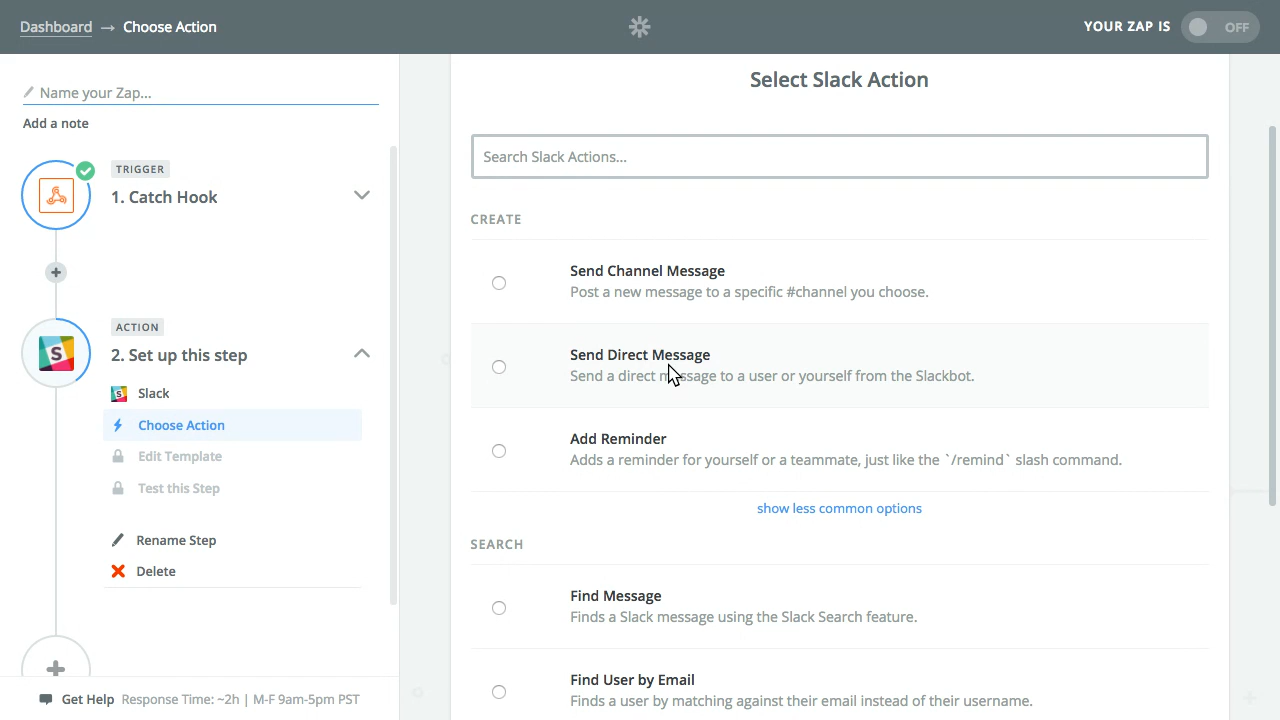 Dashboard → Choose Action
YOUR ZAP IS OFF
Name your Zap...
Add a note
TRIGGER
1. Catch Hook
ACTION
2. Set up this step
Slack
Choose Action
Edit Template
Test this Step
Rename Step
Delete
Get Help Response Time: ~2h | M-F 9am-5pm PST
Select Slack Action
Search Slack Actions...
CREATE
Send Channel Message
Post a new message to a specific #channel you choose.
Send Direct Message
Send a direct message to a user or yourself from the Slackbot.
Add Reminder
Adds a reminder for yourself or a teammate, just like the `/remind` slash command.
show less common options
SEARCH
Find Message
Finds a Slack message using the Slack Search feature.
Find User by Email
Finds a user by matching against their email instead of their username.